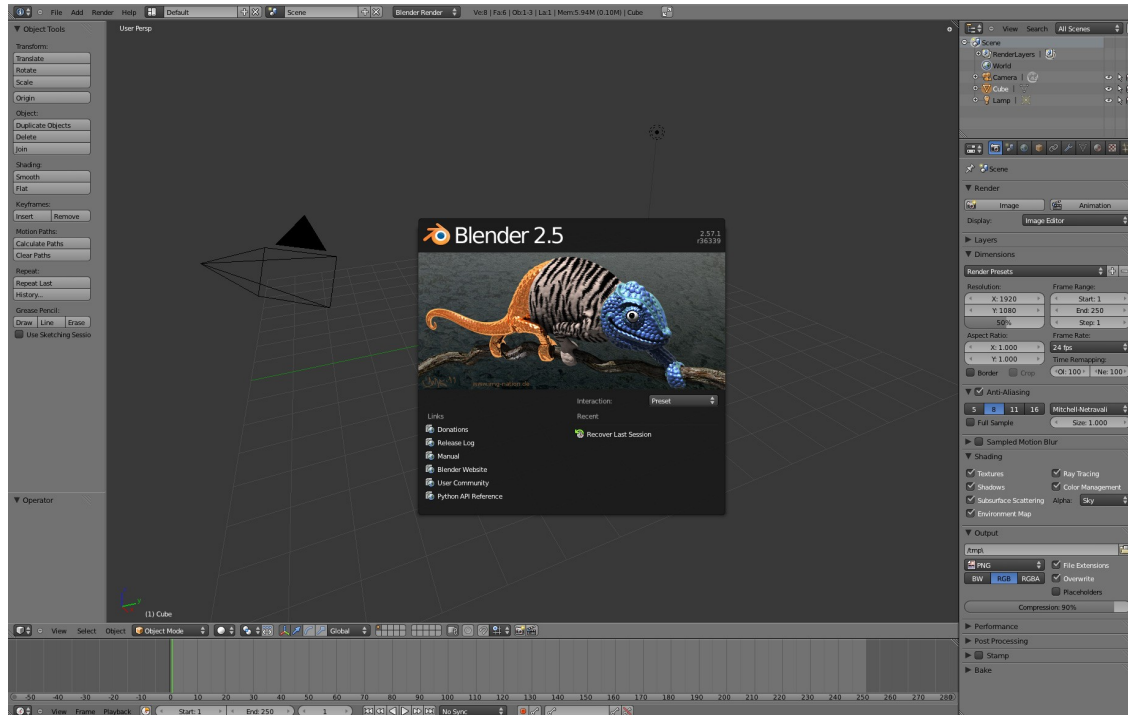 File Add Render Help Default Scene Blender Render Ve:8 | Fa:6 | Ob:1-3 | La:1 | Mem:5.94M (0.10M) | Cube
Object Tools
Transform:
Translate
Rotate
Scale
Origin
Object:
Duplicate Objects
Delete
Join
Shading:
Smooth
Flat
Keyframes:
Insert Remove
Motion Paths:
Calculate Paths
Clear Paths
Repeat:
Repeat Last
History...
Grease Pencil:
Draw Line Erase
Use Sketching Sessio
Operator
User Persp
Blender 2.5
2.57.1
r36339
Interaction: Preset
Links
Donations
Release Log
Manual
Blender Website
User Community
Python API Reference
Recent
Recover Last Session
(1) Cube
View Search All Scenes
Scene
RenderLayers |
World
Camera |
Cube |
Lamp |
Scene
Render
Image Animation
Display: Image Editor
Layers
Dimensions
Render Presets
Resolution: Frame Range:
X: 1920 Start: 1
Y: 1080 End: 250
50% Step: 1
Aspect Ratio: Frame Rate:
X: 1.000 24 fps
Y: 1.000 Time Remapping:
Border Crop Ol: 100 Ne: 100
Anti-Aliasing
5 8 11 16 Mitchell-Netravali
Full Sample Size: 1.000
Sampled Motion Blur
Shading
Textures Ray Tracing
Shadows Color Management
Subsurface Scattering Alpha: Sky
Environment Map
Output
/tmp\
PNG File Extensions
BW RGB RGBA Overwrite
Placeholders
Compression: 90%
Performance
Post Processing
Stamp
Bake
View Select Object Object Mode Global
-50 -40 -30 -20 -10 0 10 20 30 40 50 60 70 80 90 100 110 120 130 140 150 160 170 180 190 200 210 220 230 240 250 260 270 280
View Frame Playback Start: 1 End: 250 1 No Sync